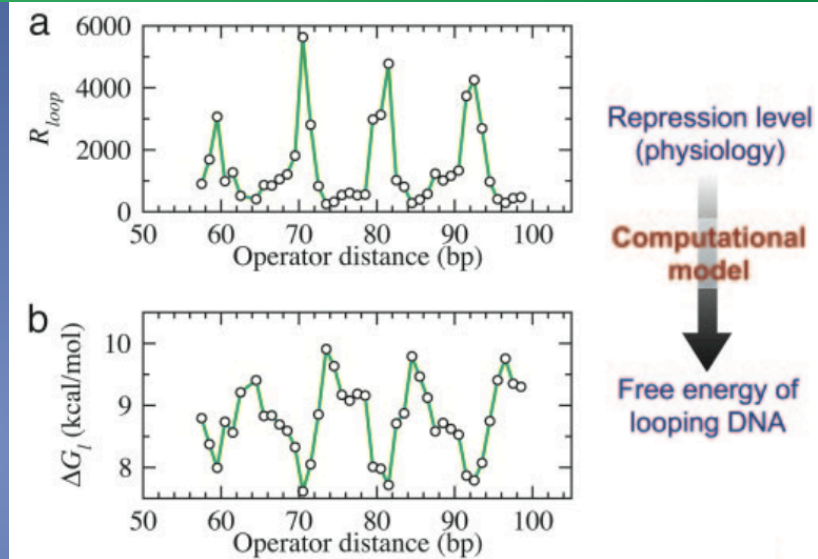 a
6000
4000
2000
0
R_loop
50 60 70 80 90 100
Operator distance (bp)
b
10
9
8
ΔG_l (kcal/mol)
50 60 70 80 90 100
Operator distance (bp)
Repression level
(physiology)
Computational
model
Free energy of
looping DNA